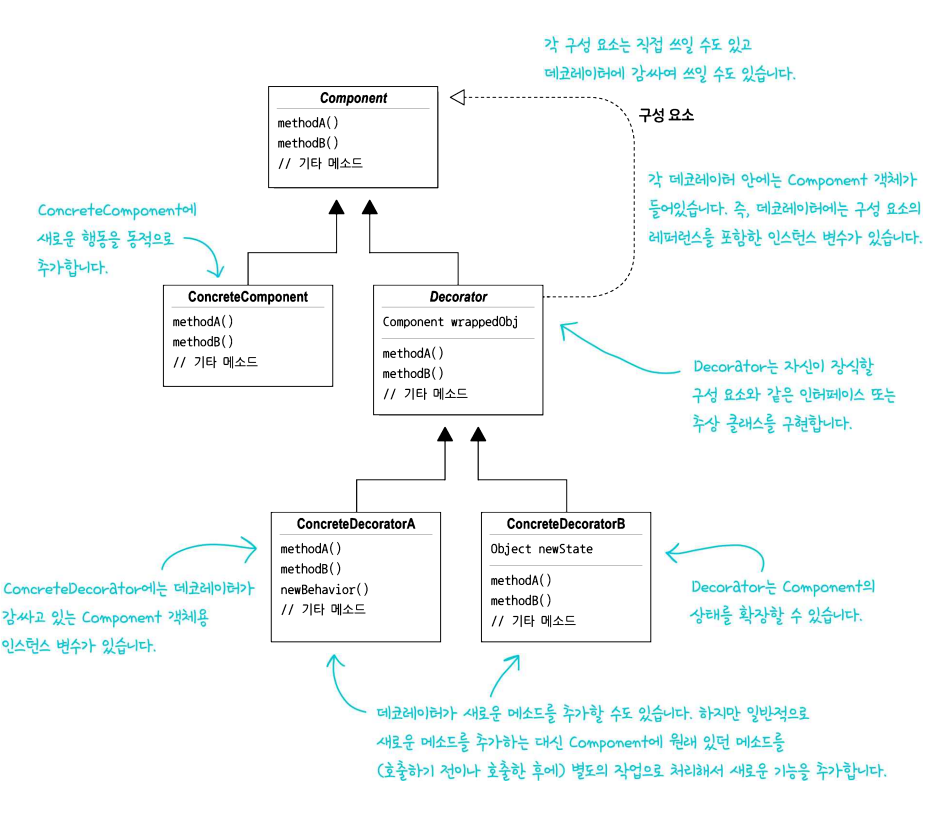 각 구성 요소는 직접 쓰일 수도 있고
데코레이터에 감싸여 쓰일 수도 있습니다.
Component
methodA()
methodB()
// 기타 메소드
구성 요소
각 데코레이터 안에는 Component 객체가
들어있습니다. 즉, 데코레이터에는 구성 요소의
레퍼런스를 포함한 인스턴스 변수가 있습니다.
ConcreteComponent에
새로운 행동을 동적으로
추가합니다.
ConcreteComponent
methodA()
methodB()
// 기타 메소드
Decorator
Component wrappedObj
methodA()
methodB()
// 기타 메소드
Decorator는 자신이 장식할
구성 요소와 같은 인터페이스 또는
추상 클래스를 구현합니다.
ConcreteDecoratorA
methodA()
methodB()
newBehavior()
// 기타 메소드
ConcreteDecoratorB
Object newState
methodA()
methodB()
// 기타 메소드
ConcreteDecorator에는 데코레이터가
감싸고 있는 Component 객체용
인스턴스 변수가 있습니다.
Decorator는 Component의
상태를 확장할 수 있습니다.
데코레이터가 새로운 메소드를 추가할 수도 있습니다. 하지만 일반적으로
새로운 메소드를 추가하는 대신 Component에 원래 있던 메소드를
(호출하기 전이나 호출한 후에) 별도의 작업으로 처리해서 새로운 기능을 추가합니다.